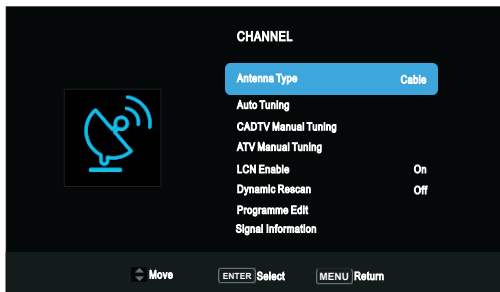 CHANNEL
Antenna Type Cable
Auto Tuning
CADTV Manual Tuning
ATV Manual Tuning
LCN Enable On
Dynamic Rescan Off
Programme Edit
Signal Information
Move ENTER Select MENU Return